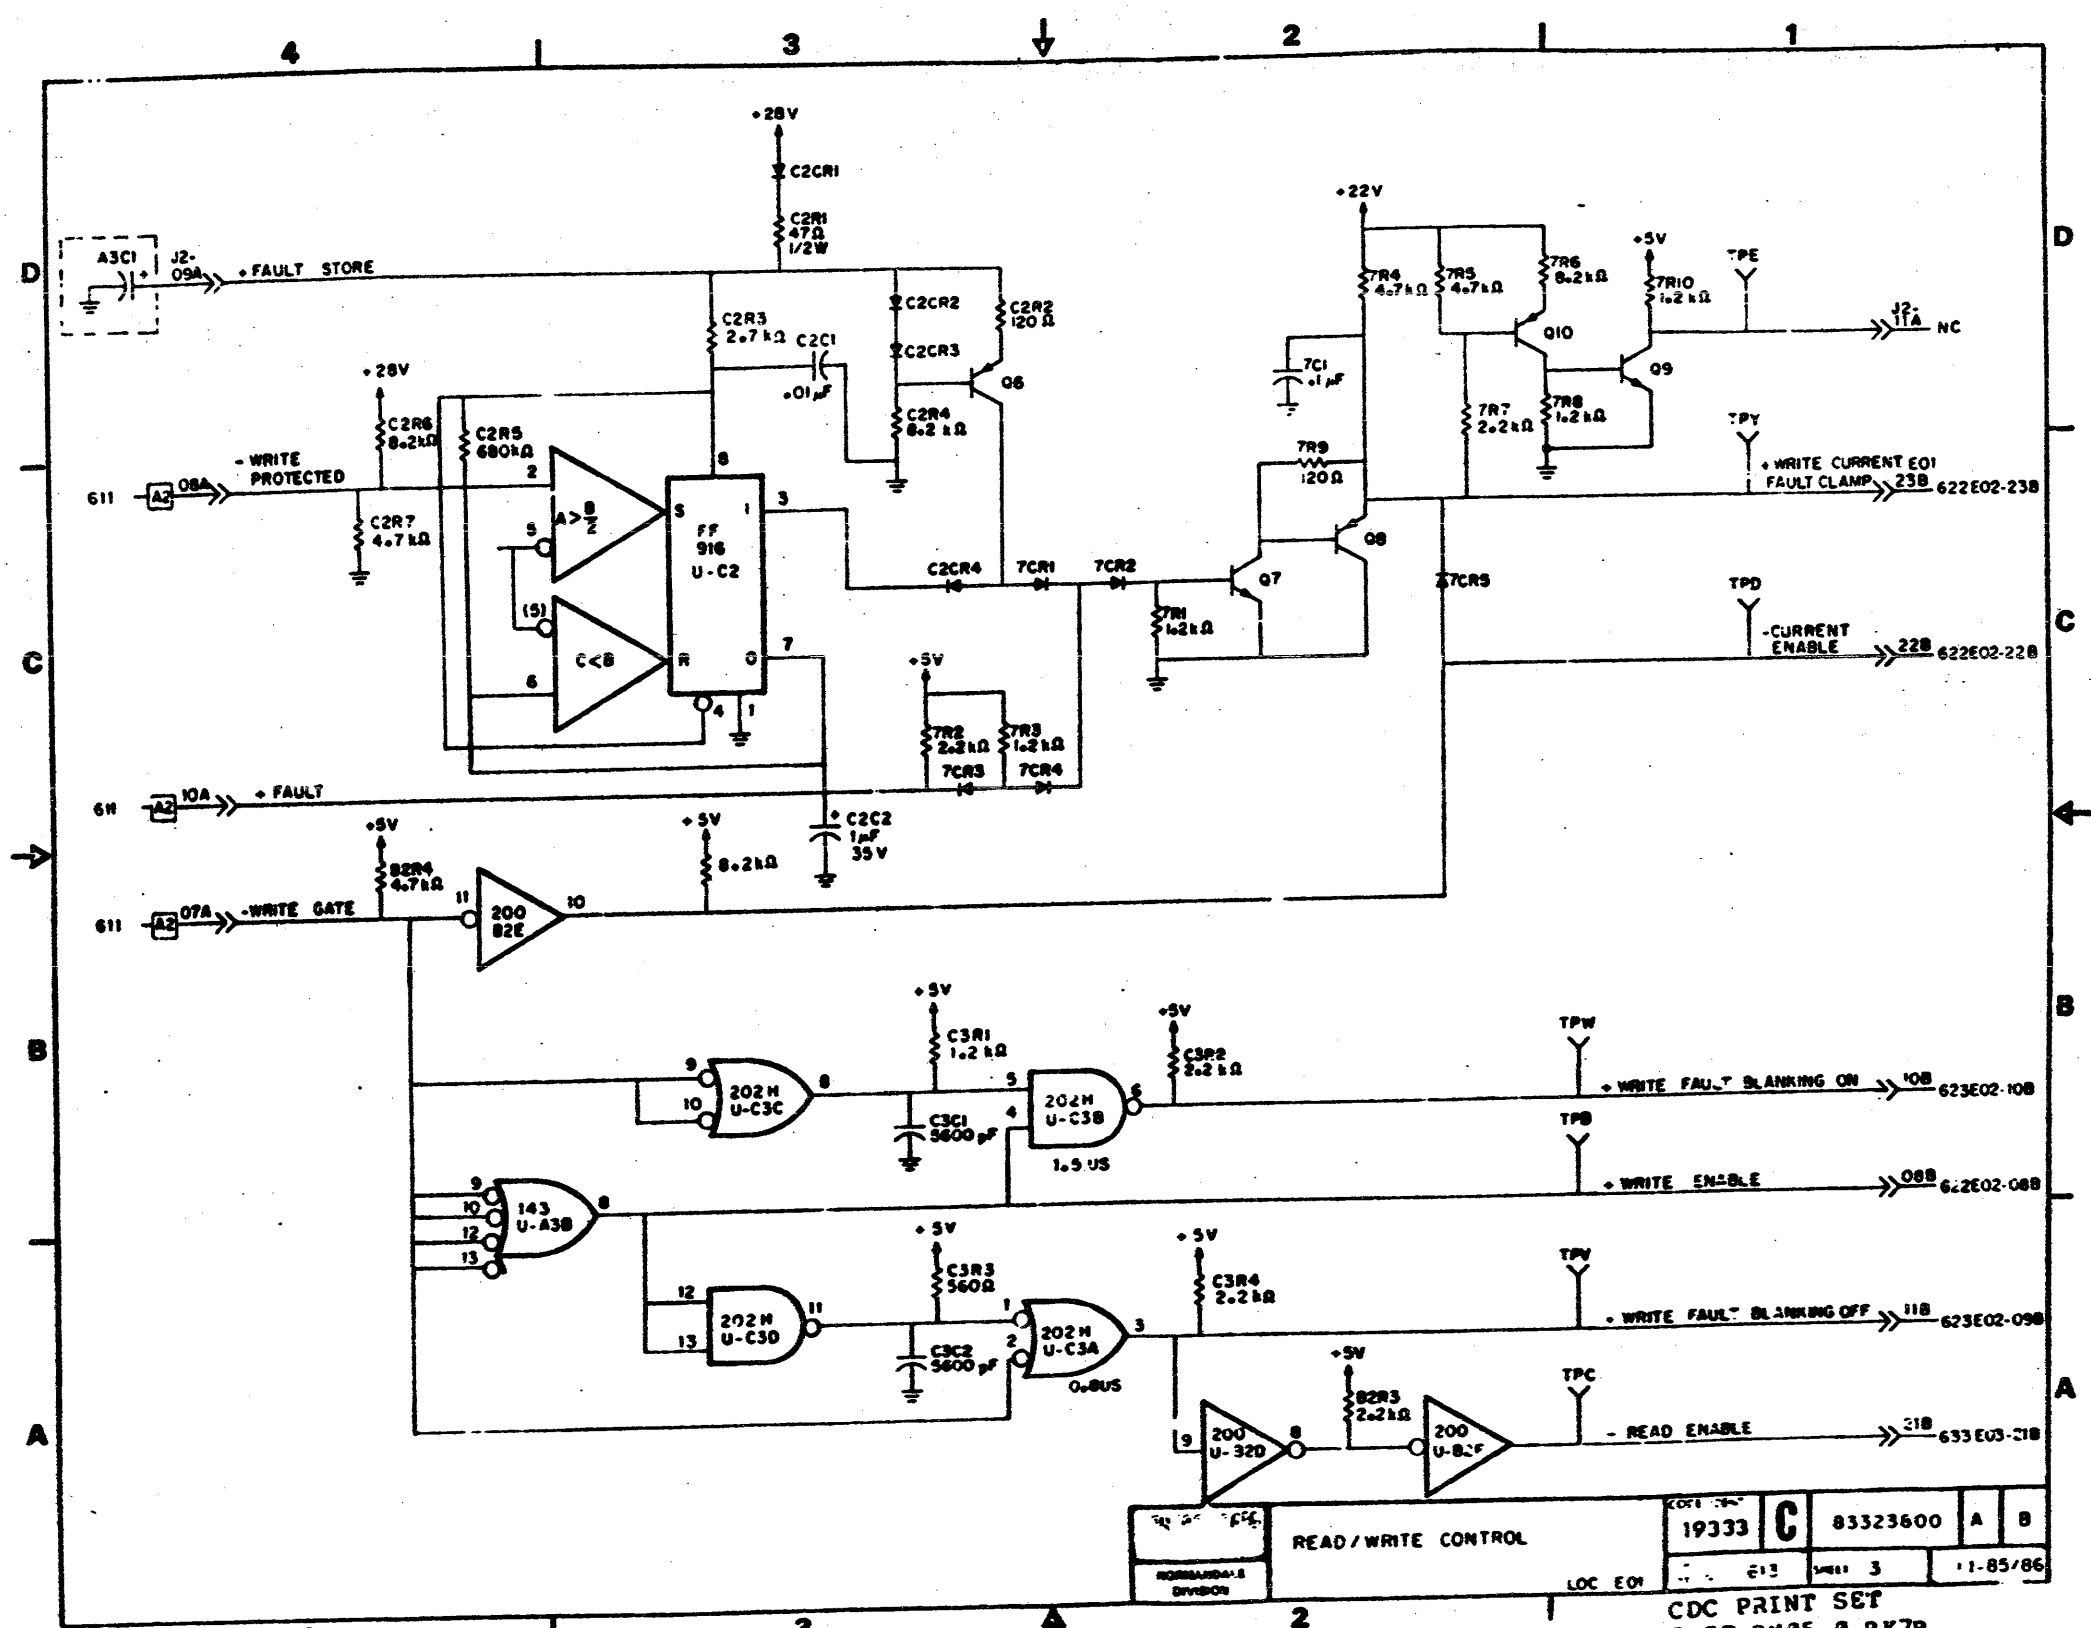 4 3 2 1
+28V
C2CR1
C2R1
47Ω
1/2W
+22V
D
A3C1
J2-
09A
+ FAULT STORE
C2CR2
C2R2
120Ω
C2R3
2.7kΩ
C2C1
.01μF
C2CR3
Q6
C2R4
8.2kΩ
7R4
4.7kΩ
7R5
4.7kΩ
7R6
8.2kΩ
+5V
7R10
1.2kΩ
TPE
D
Q10
J2-
11A
NC
7C1
.1μF
Q9
7R7
2.2kΩ
7R8
1.2kΩ
TPY
7R9
120Ω
+28V
C2R6
8.2kΩ
C2R5
680kΩ
- WRITE
PROTECTED
611
A2
08A
C2R7
4.7kΩ
2
A>B/2
5
(5)
C<B
6
8
S
1
3
FF
916
U-C2
R
0
7
4
1
+ WRITE CURRENT E01
FAULT CLAMP
23B
622E02-23B
Q8
C2CR4
7CR1
7CR2
Q7
7CR5
7R1
1.2kΩ
TPD
C
C
-CURRENT
ENABLE
22B
622E02-22B
+5V
7R2
2.2kΩ
7R3
1.2kΩ
7CR3
7CR4
611
A2
10A
+ FAULT
+ C2C2
1μF
35V
+5V
B2R4
4.7kΩ
+5V
8.2kΩ
611
A2
07A
-WRITE GATE
11
200
B2E
10
B
B
9
10
202H
U-C3C
8
+5V
C3R1
1.2kΩ
C3C1
5600pF
5
4
202H
U-C3B
6
1.5US
+5V
C3R2
2.2kΩ
TPW
+ WRITE FAULT BLANKING ON
10B
623E02-10B
TPB
9
10
12
13
143
U-A3B
8
+ WRITE ENABLE
08B
622E02-08B
12
13
202H
U-C3D
11
+5V
C3R3
560Ω
C3C2
5600pF
1
2
202H
U-C3A
3
0.8US
+5V
C3R4
2.2kΩ
TPV
+ WRITE FAULT BLANKING OFF
11B
623E02-09B
A
A
9
200
8
+5V
B2R3
2.2kΩ
200
TPC
- READ ENABLE
21B
633E03-21B
NORMANDALE
DIVISION
READ/WRITE CONTROL
LOC E01
19333
C
83323600
A
B
613
SHEET 3
11-85/86
2
CDC PRINT SET